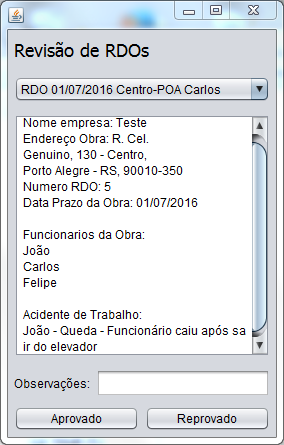 Revisão de RDOs
RDO 01/07/2016 Centro-POA Carlos
Nome empresa: Teste
Endereço Obra: R. Cel.
Genuino, 130 - Centro,
Porto Alegre - RS, 90010-350
Numero RDO: 5
Data Prazo da Obra: 01/07/2016
Funcionarios da Obra:
João
Carlos
Felipe
Acidente de Trabalho:
João - Queda - Funcionário caiu após sa
ir do elevador
Observações:
Aprovado
Reprovado